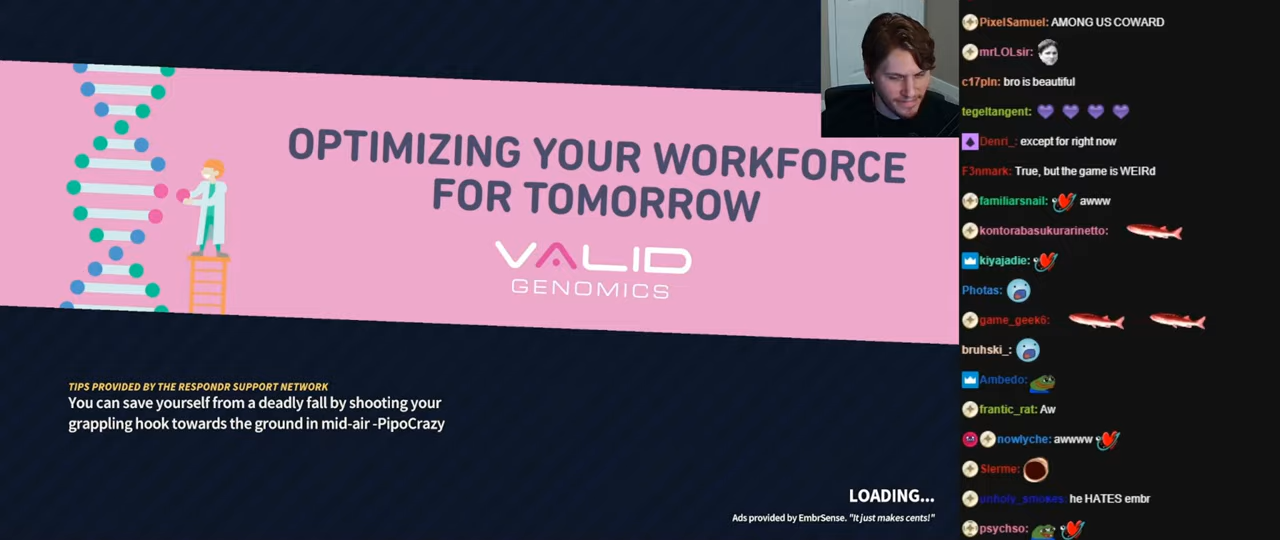 OPTIMIZING YOUR WORKFORCE
FOR TOMORROW
VALID
GENOMICS
TIPS PROVIDED BY THE RESPONDR SUPPORT NETWORK
You can save yourself from a deadly fall by shooting your
grappling hook towards the ground in mid-air -PipoCrazy
LOADING...
Ads provided by EmbrSense. "It just makes cents!"
PixelSamuel: AMONG US COWARD
mrLOLsir:
c17pln: bro is beautiful
tegeltangent:
Denri_: except for right now
F3nmark: True, but the game is WEIRd
familiarsnail: awww
kontorabasukurarinetto:
kiyajadie:
Photas:
game_geek6:
bruhski_:
Ambedo:
frantic_rat: Aw
nowlyche: awwww
Slerme:
unholy_smokes: he HATES embr
psychso: